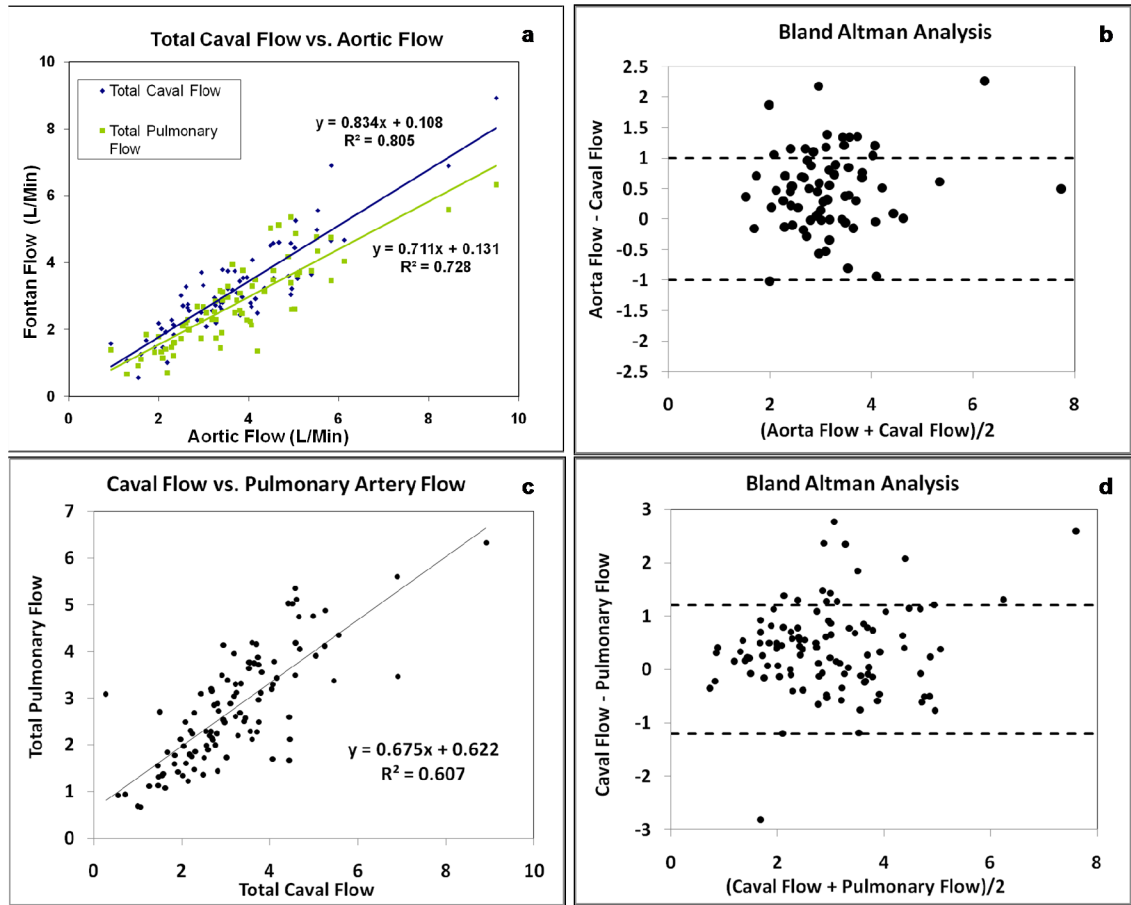 Total Caval Flow vs. Aortic Flow
a
Fontan Flow (L/Min)
10
8
6
4
2
0
Total Caval Flow
Total Pulmonary
Flow
y = 0.834x + 0.108
R² = 0.805
y = 0.711x + 0.131
R² = 0.728
0 2 4 6 8 10
Aortic Flow (L/Min)
Bland Altman Analysis
b
Aorta Flow - Caval Flow
2.5
2
1.5
1
0.5
0
-0.5
-1
-1.5
-2
-2.5
0 2 4 6 8
(Aorta Flow + Caval Flow)/2
Caval Flow vs. Pulmonary Artery Flow
c
Total Pulmonary Flow
7
6
5
4
3
2
1
0
y = 0.675x + 0.622
R² = 0.607
0 2 4 6 8 10
Total Caval Flow
Bland Altman Analysis
d
Caval Flow - Pulmonary Flow
3
2
1
0
-1
-2
-3
0 2 4 6 8
(Caval Flow + Pulmonary Flow)/2